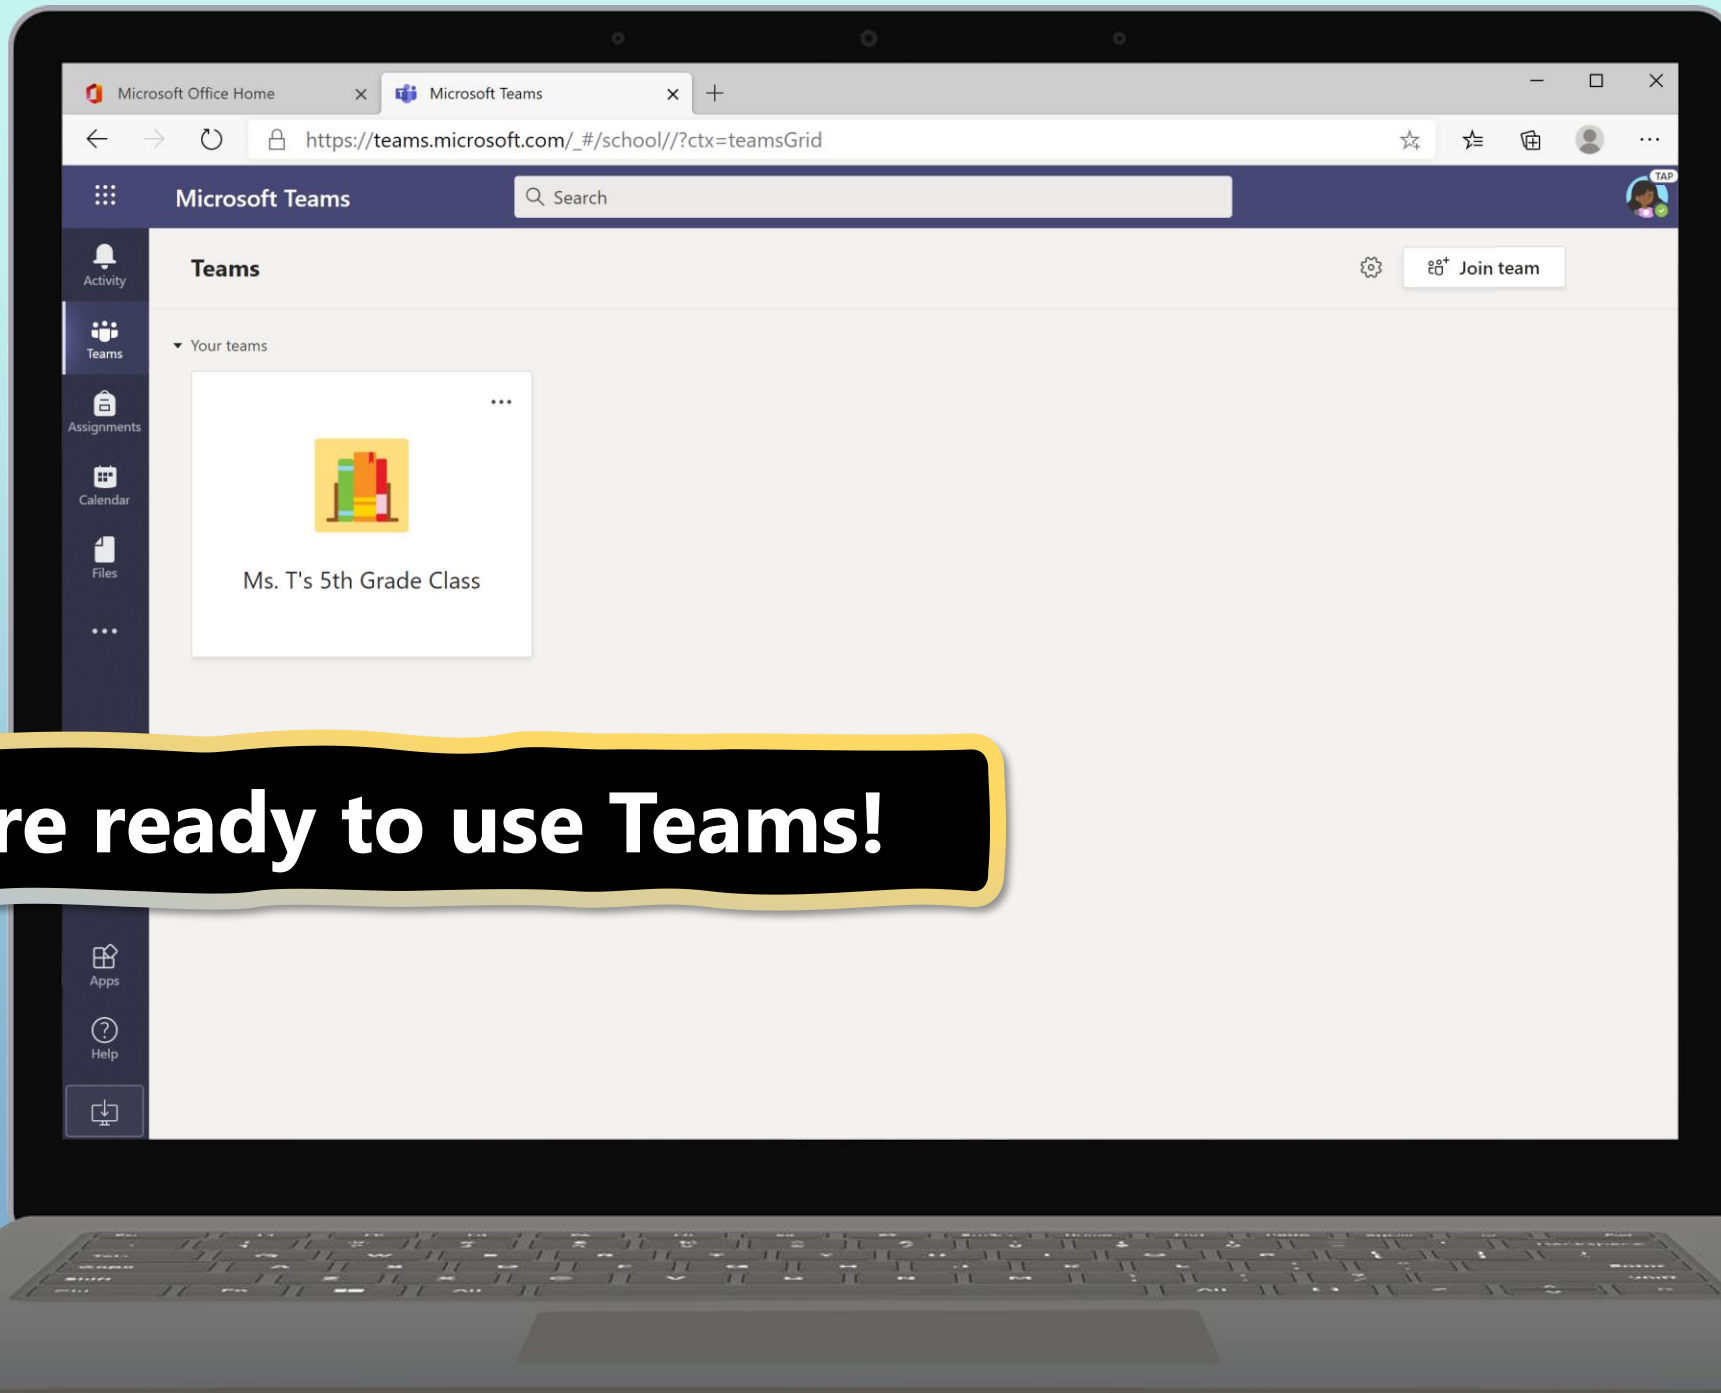 Microsoft Office Home
Microsoft Teams
https://teams.microsoft.com/_#/school//?ctx=teamsGrid
Microsoft Teams
Search
TAP
Activity
Teams
Join team
Teams
Your teams
Assignments
Calendar
Files
Ms. T's 5th Grade Class
re ready to use Teams!
Apps
Help